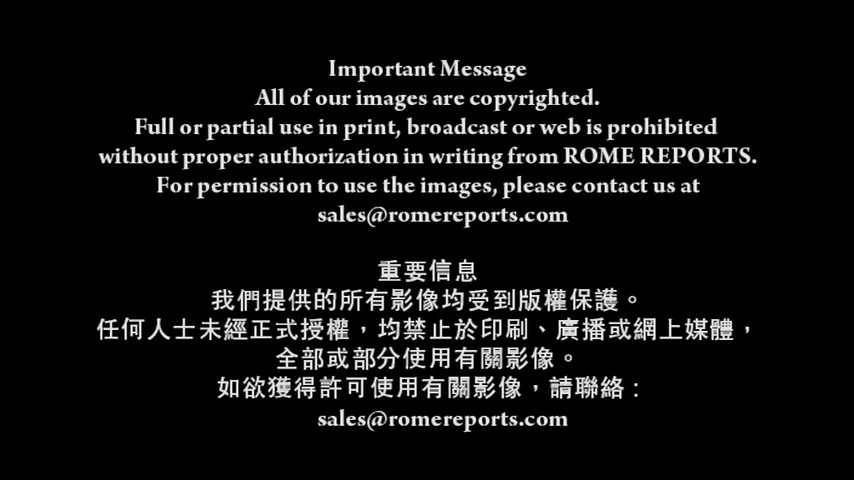 Important Message
All of our images are copyrighted.
Full or partial use in print, broadcast or web is prohibited
without proper authorization in writing from ROME REPORTS.
For permission to use the images, please contact us at
sales@romereports.com
重要信息
我們提供的所有影像均受到版權保護。
任何人士未經正式授權，均禁止於印刷、廣播或網上媒體，
全部或部分使用有關影像。
如欲獲得許可使用有關影像，請聯絡：
sales@romereports.com